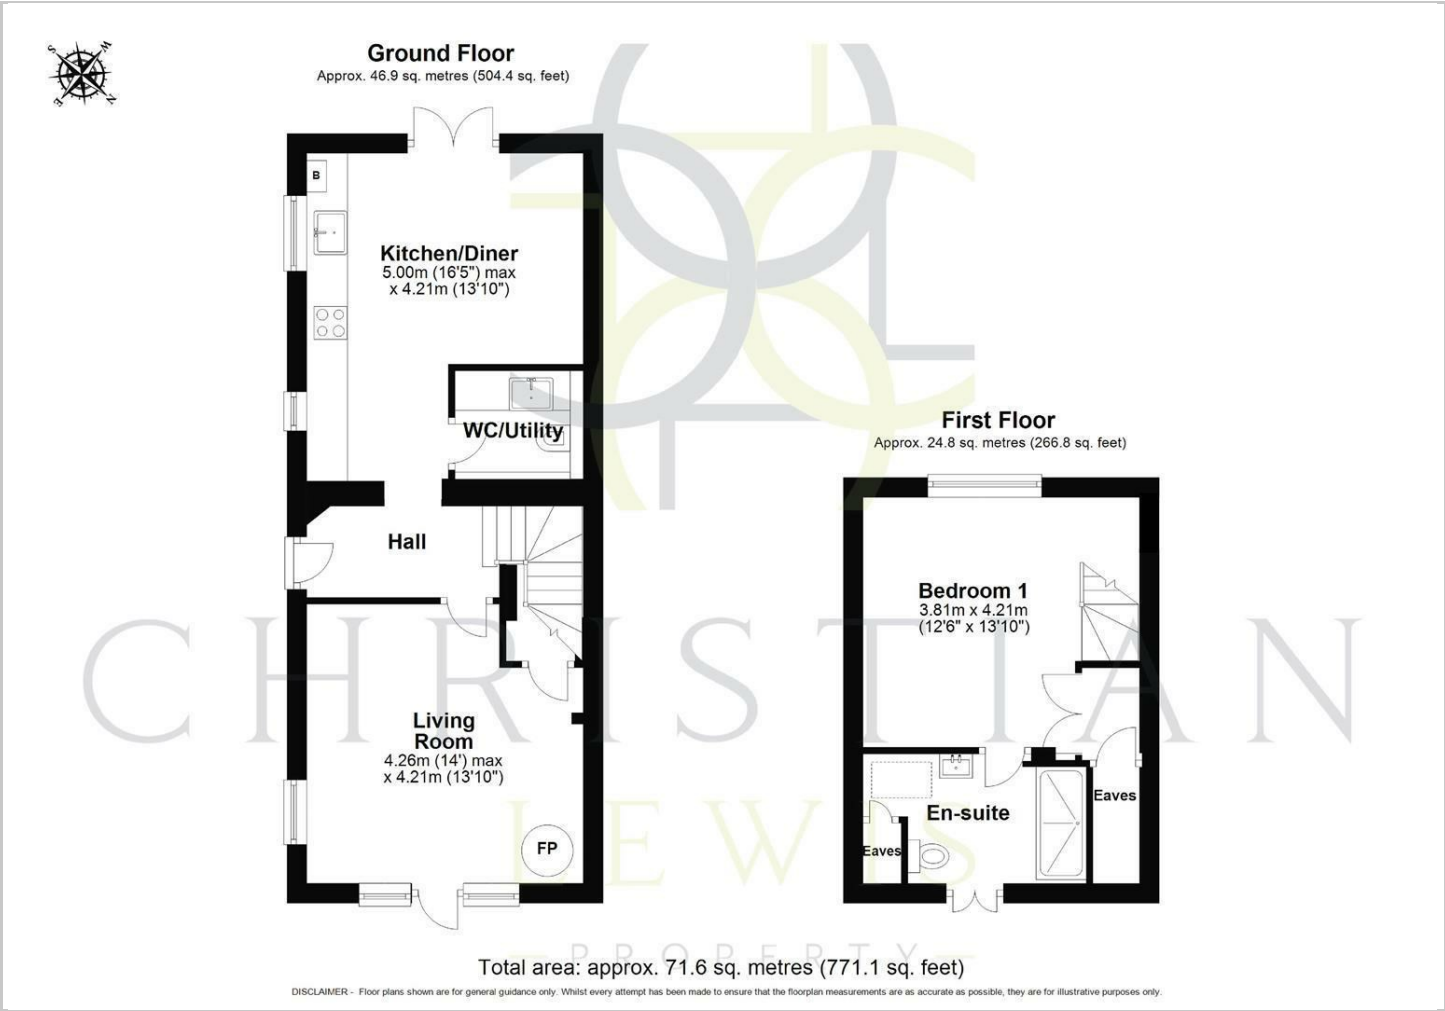 S
W
E
N
Ground Floor
Approx. 46.9 sq. metres (504.4 sq. feet)
B
Kitchen/Diner
5.00m (16'5") max
x 4.21m (13'10")
WC/Utility
Hall
Living
Room
4.26m (14') max
x 4.21m (13'10")
FP
First Floor
Approx. 24.8 sq. metres (266.8 sq. feet)
Bedroom 1
3.81m x 4.21m
(12'6" x 13'10")
Eaves
En-suite
Eaves
CHRISTIAN
LEWIS
PROPERTY
Total area: approx. 71.6 sq. metres (771.1 sq. feet)
DISCLAIMER - Floor plans shown are for general guidance only. Whilst every attempt has been made to ensure that the floorplan measurements are as accurate as possible, they are for illustrative purposes only.